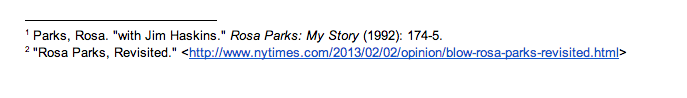 1 Parks, Rosa. "with Jim Haskins." Rosa Parks: My Story (1992): 174-5.
2 "Rosa Parks, Revisited." <http://www.nytimes.com/2013/02/02/opinion/blow-rosa-parks-revisited.html>